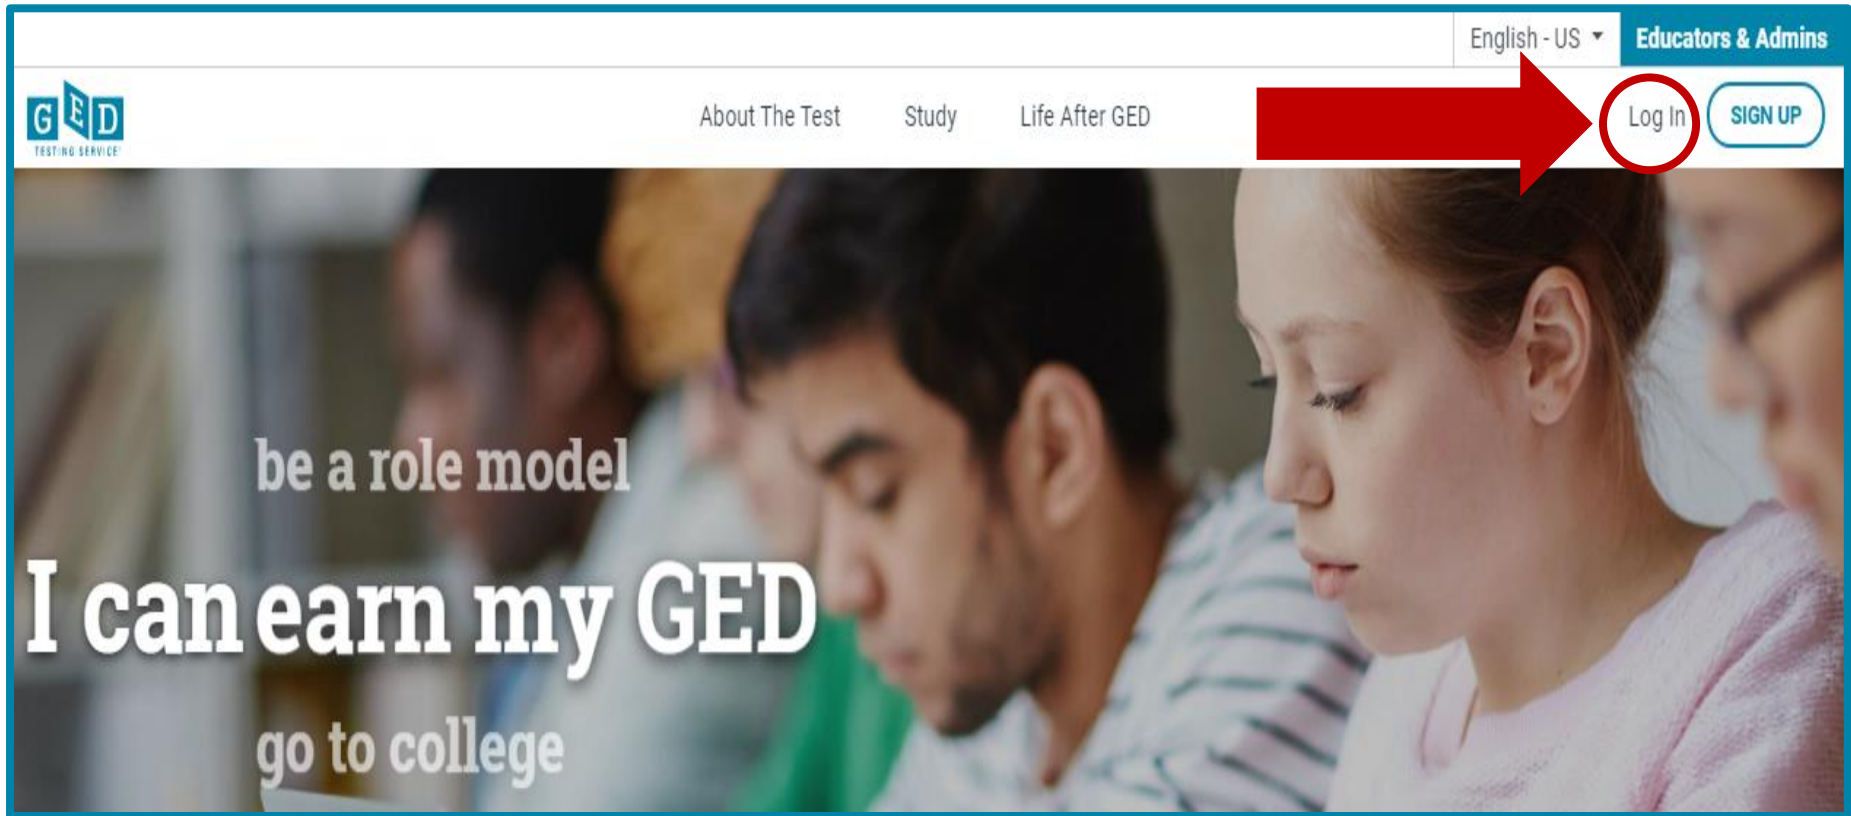 English - US
Educators & Admins
GED
TESTING SERVICE
About The Test
Study
Life After GED
Log In
SIGN UP
be a role model
I can earn my GED
go to college